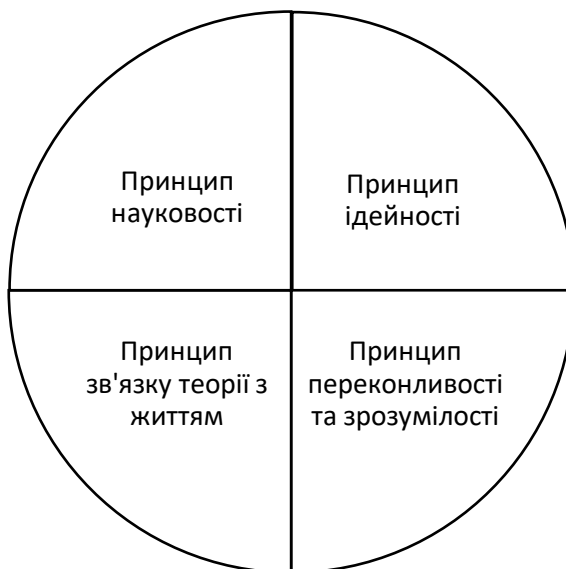 Принцип
науковості
Принцип
ідейності
Принцип
зв'язку теорії з
життям
Принцип
переконливості
та зрозумілості